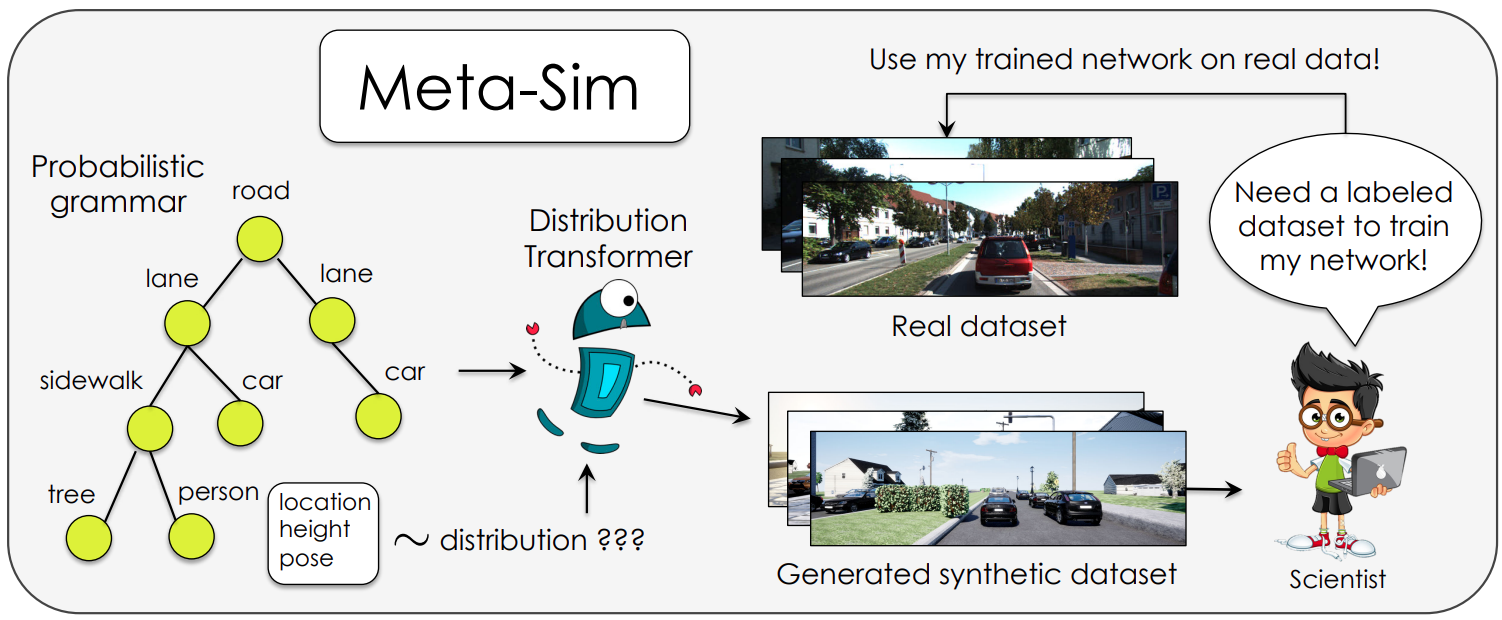 Meta-Sim
Use my trained network on real data!
Probabilistic
grammar
road
lane
lane
sidewalk
car
car
tree
person
location
height
pose
~ distribution ???
Distribution
Transformer
P
Real dataset
Generated synthetic dataset
Need a labeled
dataset to train
my network!
Scientist